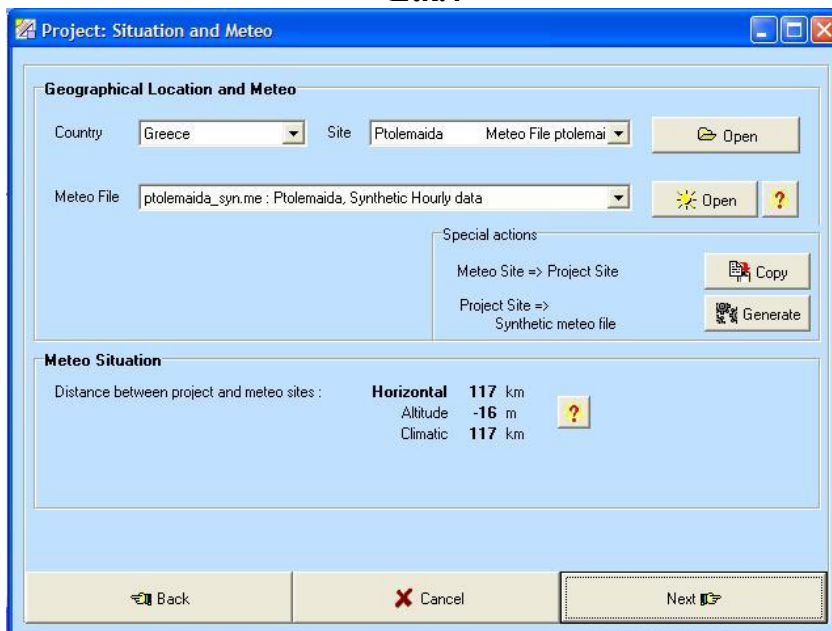 Project: Situation and Meteo
Geographical Location and Meteo
Country Greece Site Ptolemaida Meteo File ptolemai Open
Meteo File ptolemaida_syn.me : Ptolemaida, Synthetic Hourly data Open ?
Special actions
Meteo Site => Project Site Copy
Project Site =>
Synthetic meteo file Generate
Meteo Situation
Distance between project and meteo sites : Horizontal 117 km
Altitude -16 m ?
Climatic 117 km
Back Cancel Next